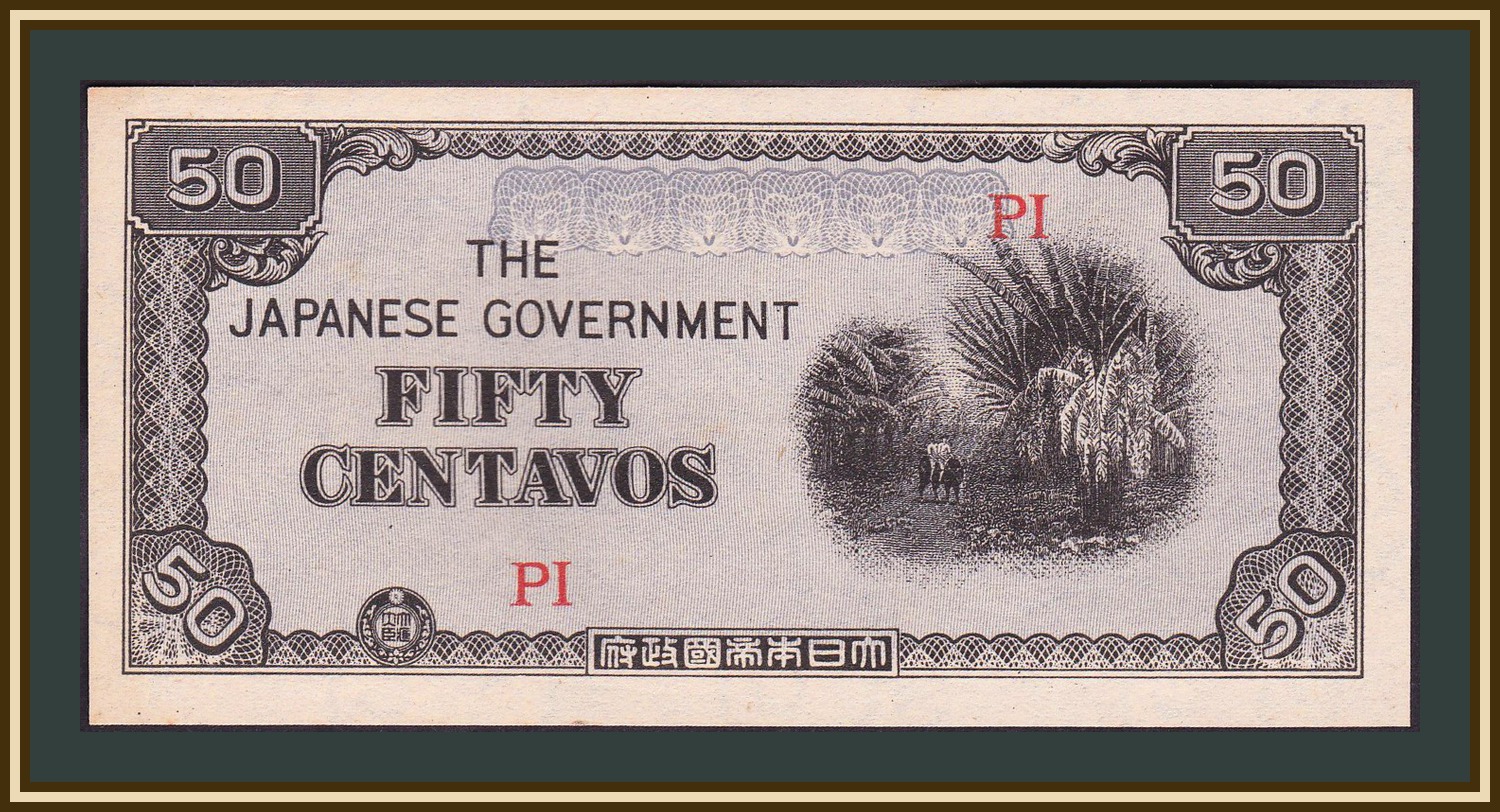 50
50
PI
THE
JAPANESE GOVERNMENT
FIFTY
CENTAVOS
PI
50
50
府政國帝本日大